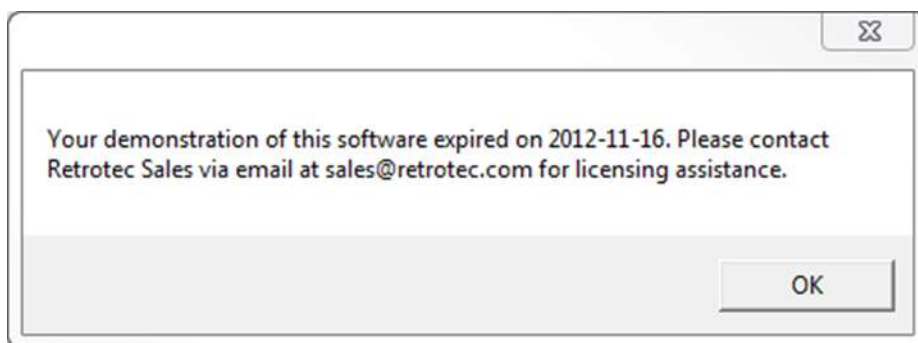 Your demonstration of this software expired on 2012-11-16. Please contact
Retrotec Sales via email at sales@retrotec.com for licensing assistance.
OK